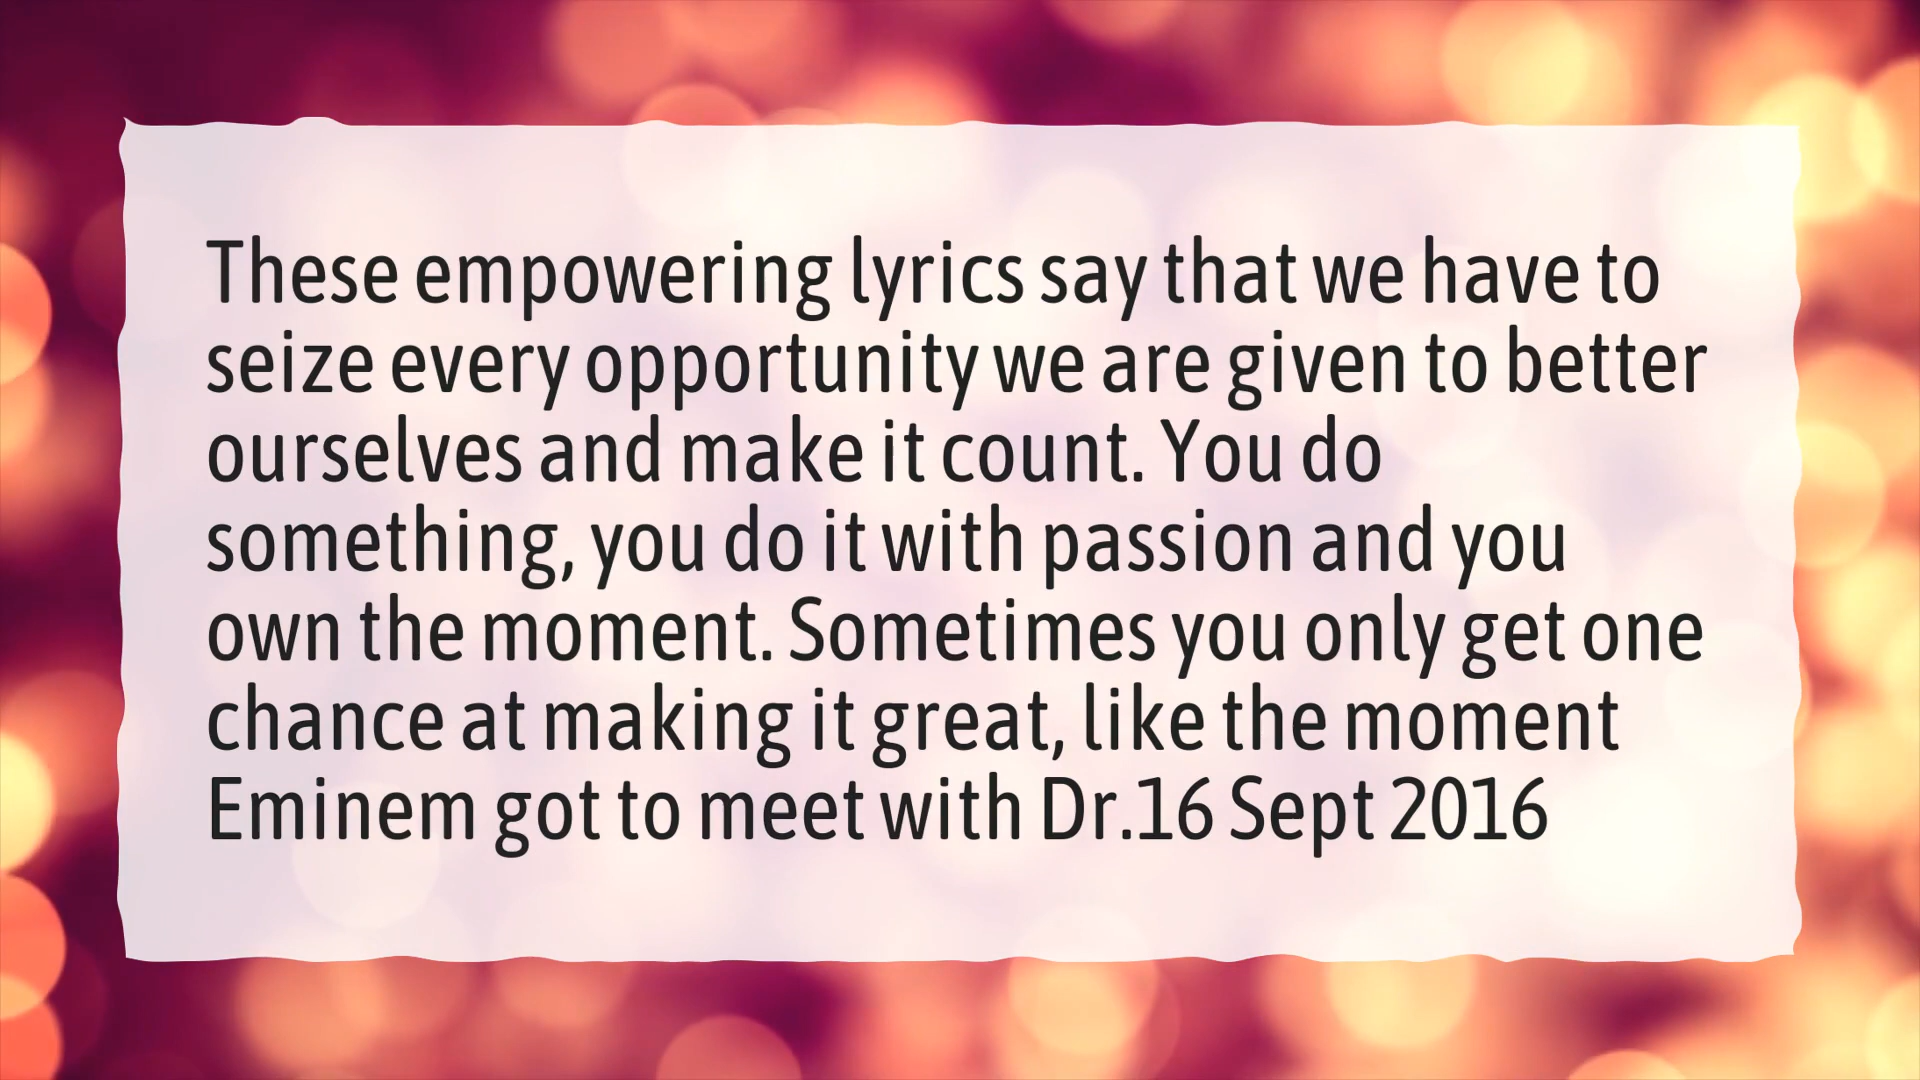 These empowering lyrics say that we have to
seize every opportunity we are given to better
ourselves and make it count. You do
something, you do it with passion and you
own the moment. Sometimes you only get one
chance at making it great, like the moment
Eminem got to meet with Dr.16 Sept 2016